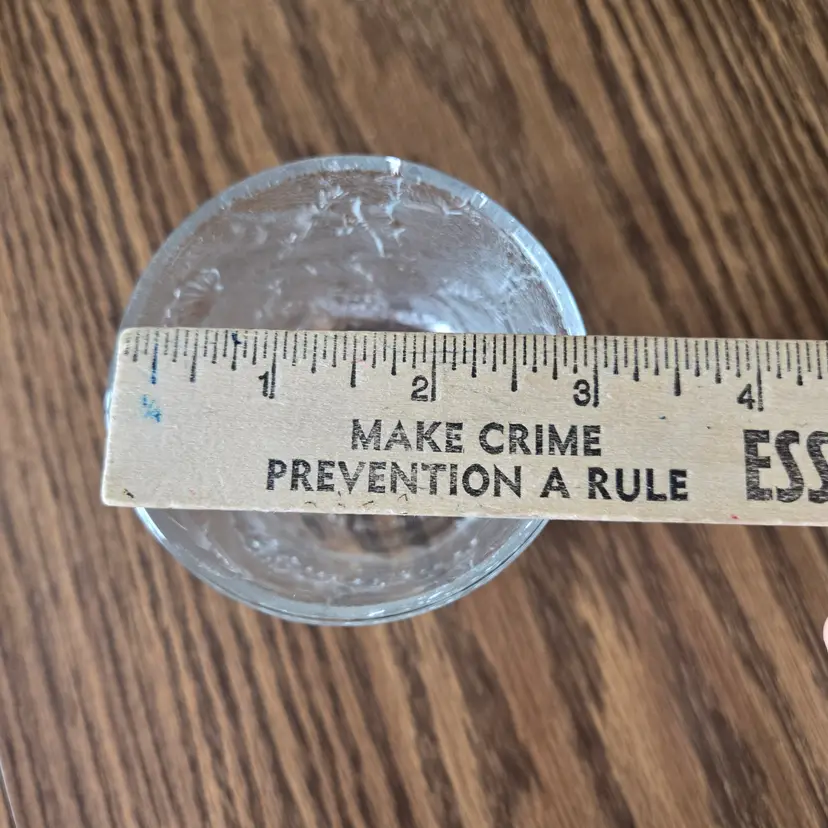 1 2 3 4
MAKE CRIME ESS
PREVENTION A RULE